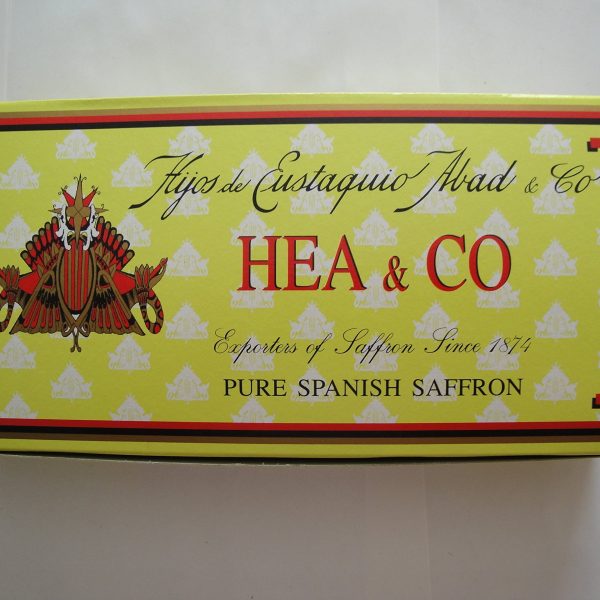 Hijos de Eustaquio Abad & Co
HEA & CO
Exporters of Saffron Since 1874
PURE SPANISH SAFFRON